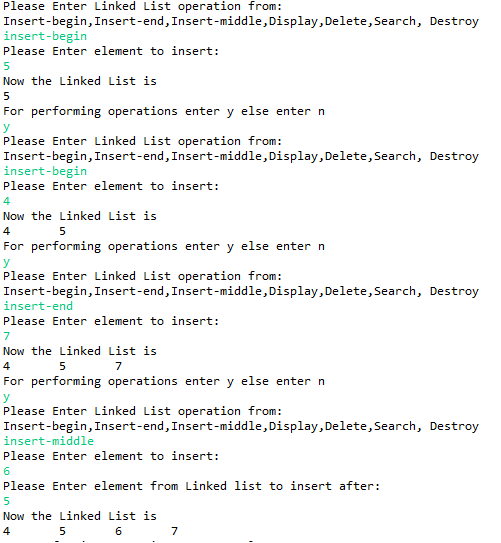 Please Enter Linked List operation from:
Insert-begin,Insert-end,Insert-middle,Display,Delete,Search, Destroy
insert-begin
Please Enter element to insert:
5
Now the Linked List is
5
For performing operations enter y else enter n
y
Please Enter Linked List operation from:
Insert-begin,Insert-end,Insert-middle,Display,Delete,Search, Destroy
insert-begin
Please Enter element to insert:
4
Now the Linked List is
4 5
For performing operations enter y else enter n
y
Please Enter Linked List operation from:
Insert-begin,Insert-end,Insert-middle,Display,Delete,Search, Destroy
insert-end
Please Enter element to insert:
7
Now the Linked List is
4 5 7
For performing operations enter y else enter n
y
Please Enter Linked List operation from:
Insert-begin,Insert-end,Insert-middle,Display,Delete,Search, Destroy
insert-middle
Please Enter element to insert:
6
Please Enter element from Linked list to insert after:
5
Now the Linked List is
4 5 6 7